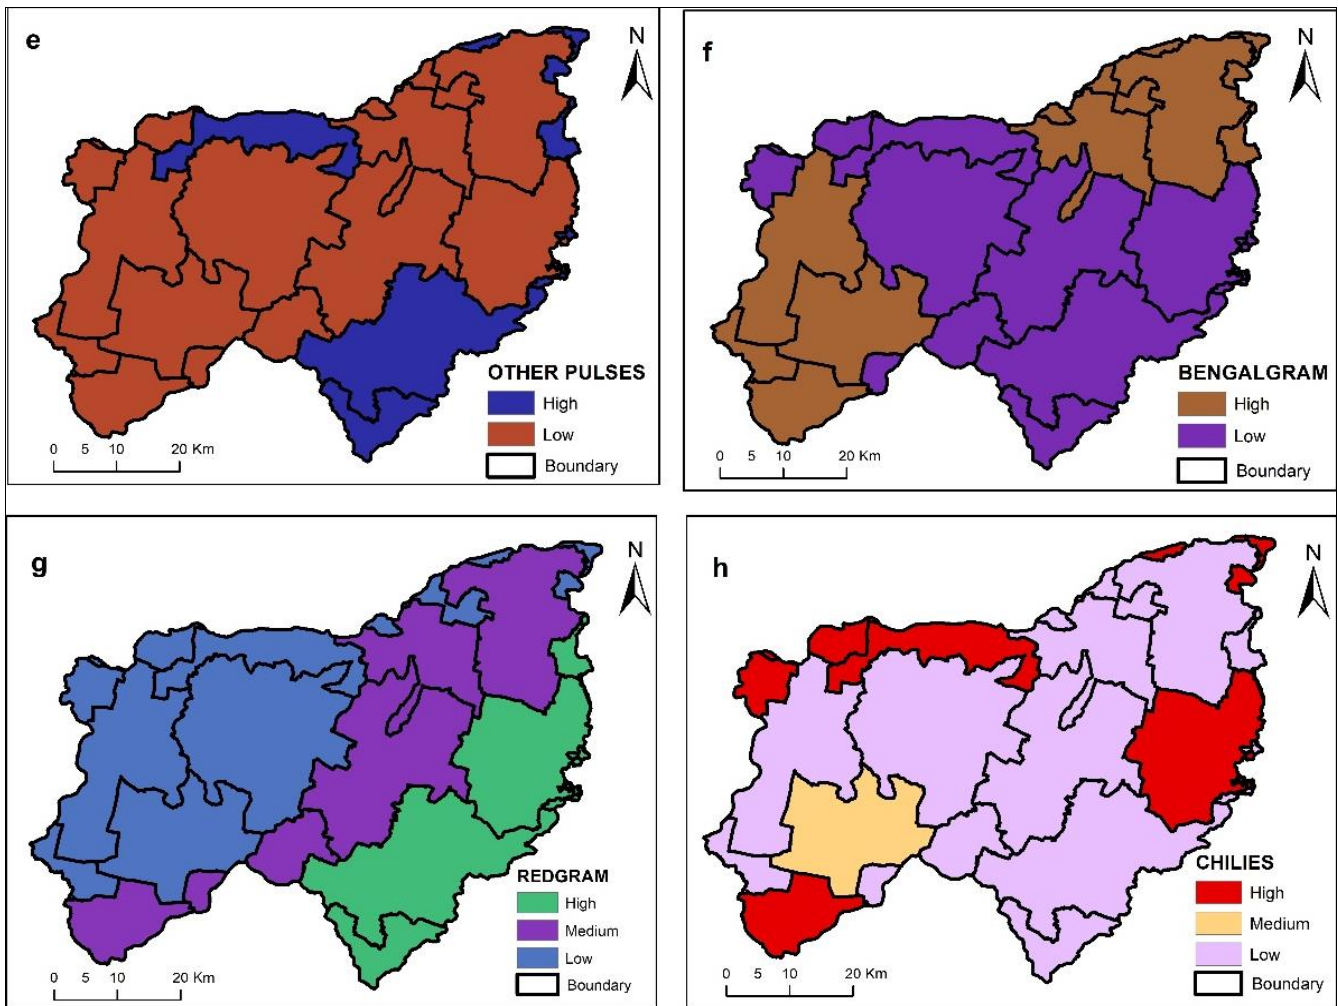 e
N
OTHER PULSES
High
Low
Boundary
0 5 10 20 Km
f
N
BENGALGRAM
High
Low
Boundary
0 5 10 20 Km
g
N
REDGRAM
High
Medium
Low
Boundary
0 5 10 20 Km
h
N
CHILIES
High
Medium
Low
Boundary
0 5 10 20 Km